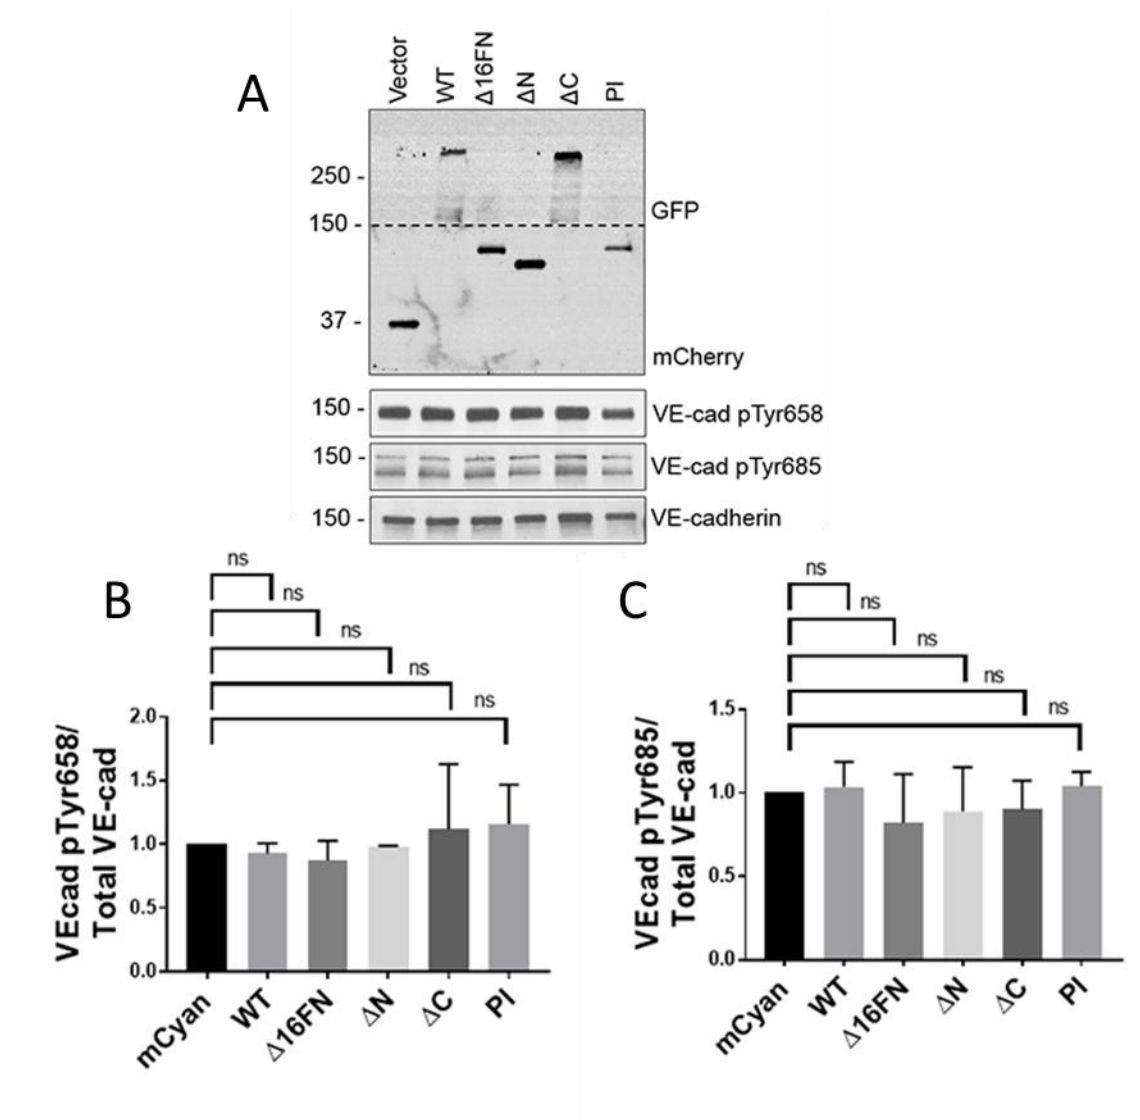 A
Vector
WT
Δ16FN
ΔN
ΔC
PI
250 -
GFP
150 -
37 -
mCherry
150 -
VE-cad pTyr658
150 -
VE-cad pTyr685
150 -
VE-cadherin
B
ns
ns
ns
ns
ns
VEcad pTyr658/
Total VE-cad
2.0
1.5
1.0
0.5
0.0
mCyan
WT
Δ16FN
ΔN
ΔC
PI
C
ns
ns
ns
ns
ns
VEcad pTyr685/
Total VE-cad
1.5
1.0
0.5
0.0
mCyan
WT
Δ16FN
ΔN
ΔC
PI